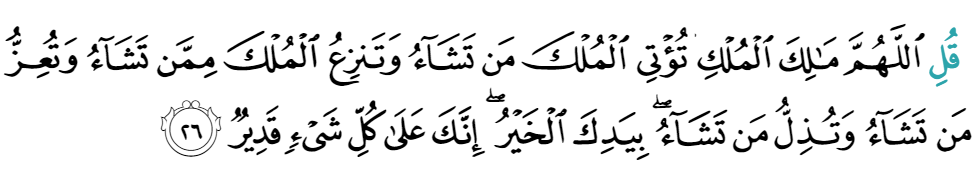 قُلِ ٱللَّهُمَّ مَٰلِكَ ٱلْمُلْكِ تُؤْتِى ٱلْمُلْكَ مَن تَشَآءُ وَتَنزِعُ ٱلْمُلْكَ مِمَّن تَشَآءُ وَتُعِزُّ
مَن تَشَآءُ وَتُذِلُّ مَن تَشَآءُ ۖ بِيَدِكَ ٱلْخَيْرُ ۖ إِنَّكَ عَلَىٰ كُلِّ شَىْءٍ قَدِيرٌ ٢٦